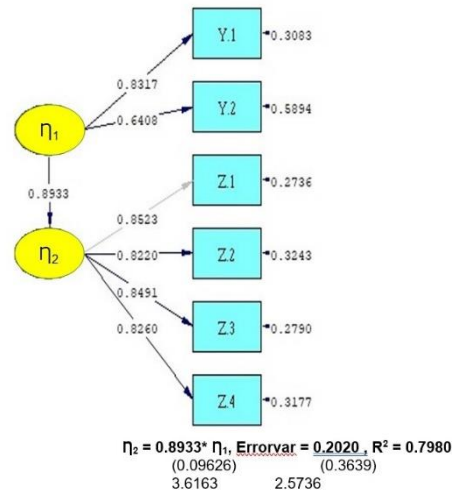 Y.1
0.3083
0.8317
Y.2
0.5894
0.6408
η₁
Z.1
0.2736
0.8933
0.8523
η₂
Z.2
0.3243
0.8220
0.8491
Z.3
0.2790
0.8260
Z.4
0.3177
Ƞ₂ = 0.8933* Ƞ₁, Errorvar = 0.2020 , R² = 0.7980
(0.09626) (0.3639)
3.6163 2.5736